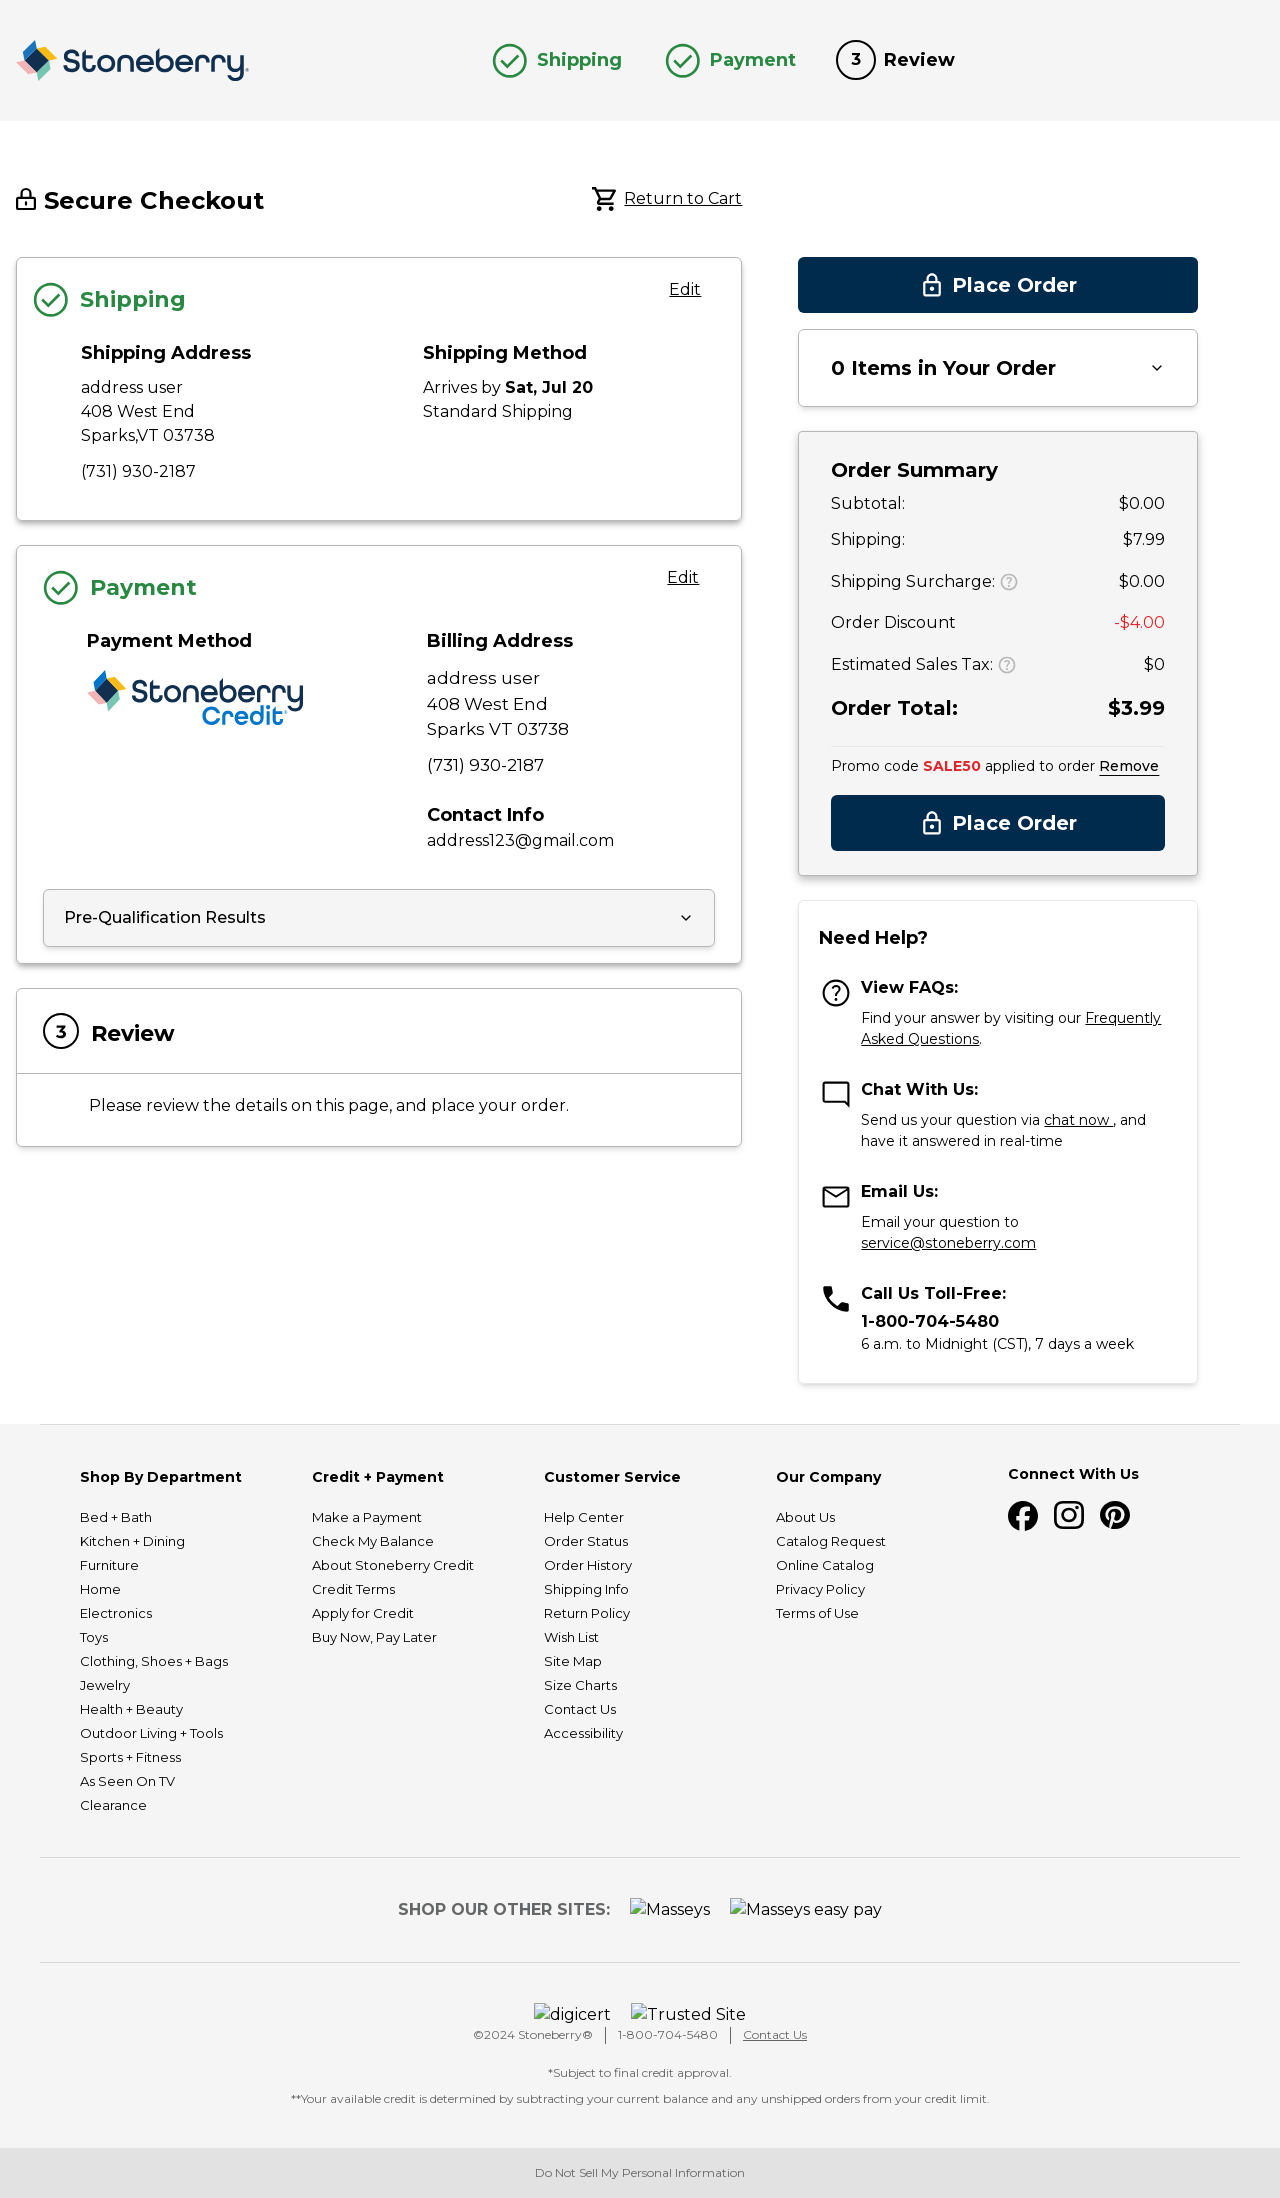 Stoneberry
Shipping
Payment
3 Review
Secure Checkout
Return to Cart
Shipping
Edit
Shipping Address
address user
408 West End
Sparks,VT 03738
(731) 930-2187
Shipping Method
Arrives by Sat, Jul 20
Standard Shipping
Payment
Edit
Payment Method
Stoneberry
Credit
Billing Address
address user
408 West End
Sparks VT 03738
(731) 930-2187
Contact Info
address123@gmail.com
Pre-Qualification Results
3 Review
Please review the details on this page, and place your order.
Place Order
0 Items in Your Order
Order Summary
Subtotal: $0.00
Shipping: $7.99
Shipping Surcharge: ? $0.00
Order Discount -$4.00
Estimated Sales Tax: ? $0
Order Total: $3.99
Promo code SALE50 applied to order Remove
Place Order
Need Help?
View FAQs:
Find your answer by visiting our Frequently
Asked Questions.
Chat With Us:
Send us your question via chat now , and
have it answered in real-time
Email Us:
Email your question to
service@stoneberry.com
Call Us Toll-Free:
1-800-704-5480
6 a.m. to Midnight (CST), 7 days a week
Shop By Department
Bed + Bath
Kitchen + Dining
Furniture
Home
Electronics
Toys
Clothing, Shoes + Bags
Jewelry
Health + Beauty
Outdoor Living + Tools
Sports + Fitness
As Seen On TV
Clearance
Credit + Payment
Make a Payment
Check My Balance
About Stoneberry Credit
Credit Terms
Apply for Credit
Buy Now, Pay Later
Customer Service
Help Center
Order Status
Order History
Shipping Info
Return Policy
Wish List
Site Map
Size Charts
Contact Us
Accessibility
Our Company
About Us
Catalog Request
Online Catalog
Privacy Policy
Terms of Use
Connect With Us
SHOP OUR OTHER SITES: Masseys Masseys easy pay
digicert Trusted Site
©2024 Stoneberry® | 1-800-704-5480 | Contact Us
*Subject to final credit approval.
**Your available credit is determined by subtracting your current balance and any unshipped orders from your credit limit.
Do Not Sell My Personal Information